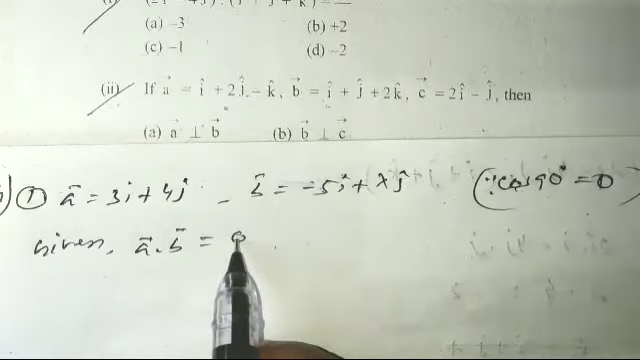 (a) –3 (b) +2
(c) –1 (d) –2
(ii) If a⃗ = î + 2ĵ – k̂, b⃗ = î + ĵ + 2k̂, c⃗ = 2î – ĵ, then
(a) a⃗ ⊥ b⃗ (b) b⃗ ⊥ c⃗
① a⃗ = 3i + 4j, b⃗ = –5i + λj (∵ cos 90° = 0)
Given, a⃗ . b⃗ = 0